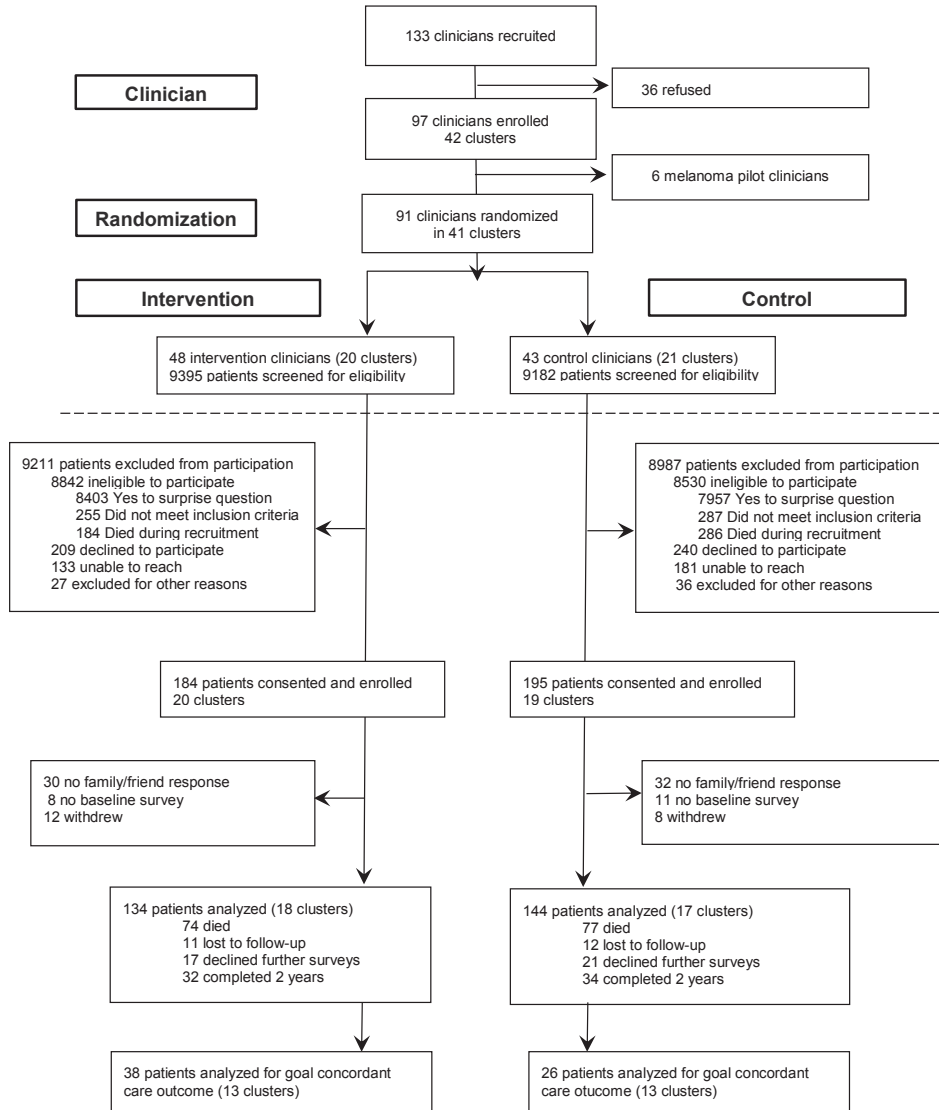 133 clinicians recruited
Clinician
36 refused
97 clinicians enrolled
42 clusters
6 melanoma pilot clinicians
Randomization
91 clinicians randomized
in 41 clusters
Intervention
Control
48 intervention clinicians (20 clusters)
9395 patients screened for eligibility
43 control clinicians (21 clusters)
9182 patients screened for eligibility
9211 patients excluded from participation
8842 ineligible to participate
8403 Yes to surprise question
255 Did not meet inclusion criteria
184 Died during recruitment
209 declined to participate
133 unable to reach
27 excluded for other reasons
8987 patients excluded from participation
8530 ineligible to participate
7957 Yes to surprise question
287 Did not meet inclusion criteria
286 Died during recruitment
240 declined to participate
181 unable to reach
36 excluded for other reasons
184 patients consented and enrolled
20 clusters
195 patients consented and enrolled
19 clusters
30 no family/friend response
8 no baseline survey
12 withdrew
32 no family/friend response
11 no baseline survey
8 withdrew
134 patients analyzed (18 clusters)
74 died
11 lost to follow-up
17 declined further surveys
32 completed 2 years
144 patients analyzed (17 clusters)
77 died
12 lost to follow-up
21 declined further surveys
34 completed 2 years
38 patients analyzed for goal concordant
care outcome (13 clusters)
26 patients analyzed for goal concordant
care otucome (13 clusters)